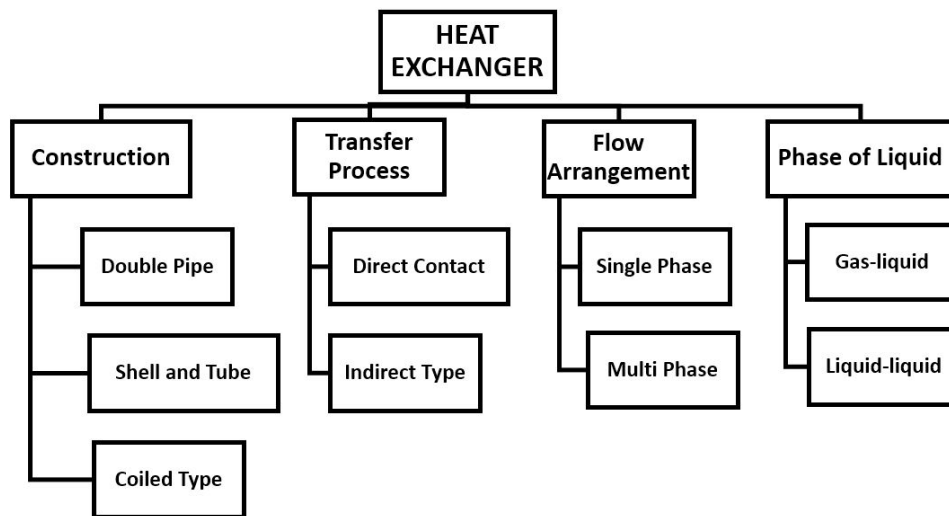 HEAT
EXCHANGER
Construction
Transfer
Process
Flow
Arrangement
Phase of Liquid
Double Pipe
Direct Contact
Single Phase
Gas-liquid
Shell and Tube
Indirect Type
Multi Phase
Liquid-liquid
Coiled Type